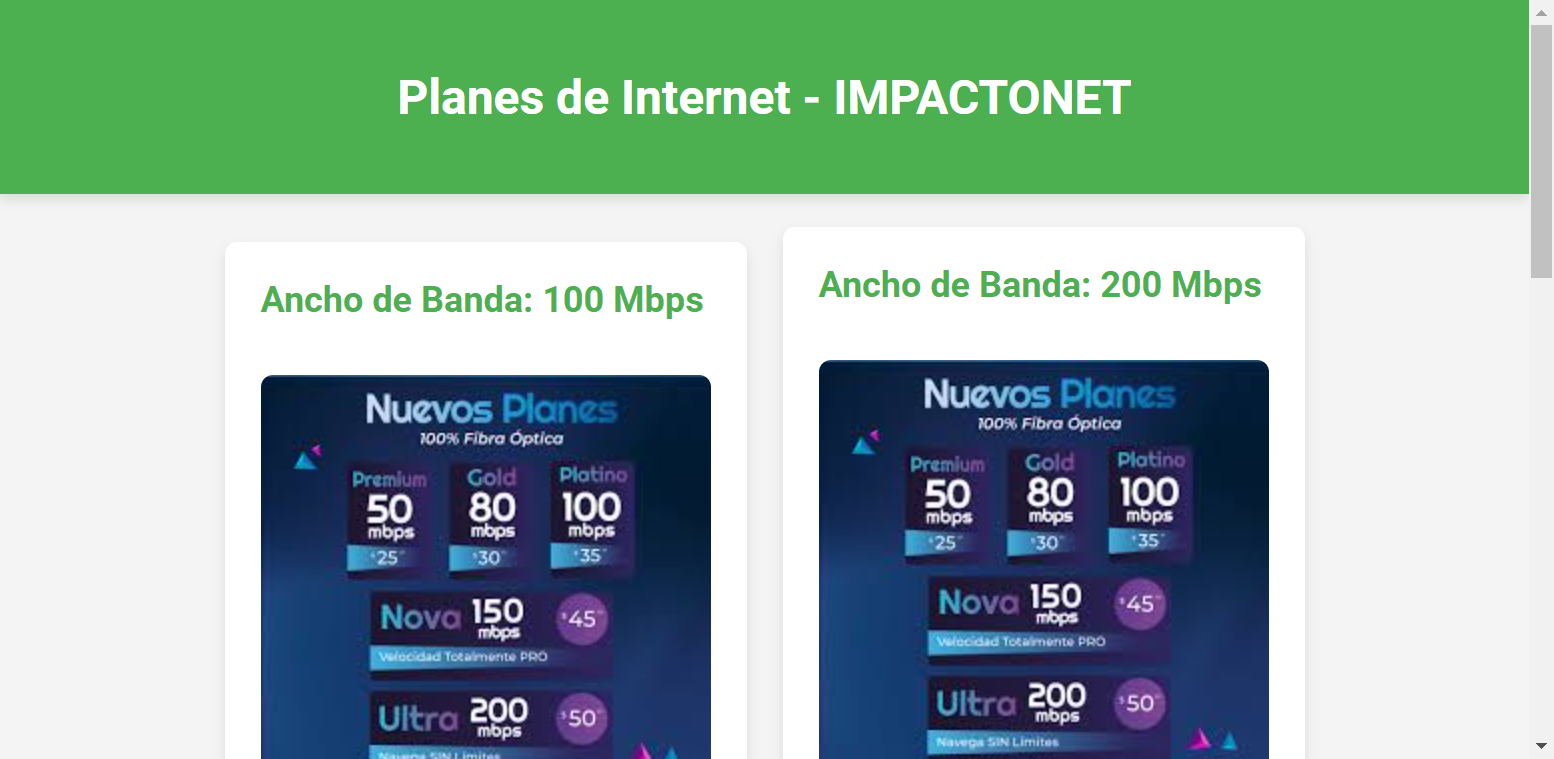 Planes de Internet - IMPACTONET
Ancho de Banda: 100 Mbps
Nuevos Planes
100% Fibra Óptica
Premium
50
mbps
$25
Gold
80
mbps
$30
Platino
100
mbps
$35
Nova 150
mbps
$45
Velocidad Totalmente PRO
Ultra 200
mbps
$50
Navega SIN Limites
Ancho de Banda: 200 Mbps
Nuevos Planes
100% Fibra Óptica
Premium
50
mbps
$25
Gold
80
mbps
$30
Platino
100
mbps
$35
Nova 150
mbps
$45
Velocidad Totalmente PRO
Ultra 200
mbps
$50
Navega SIN Limites